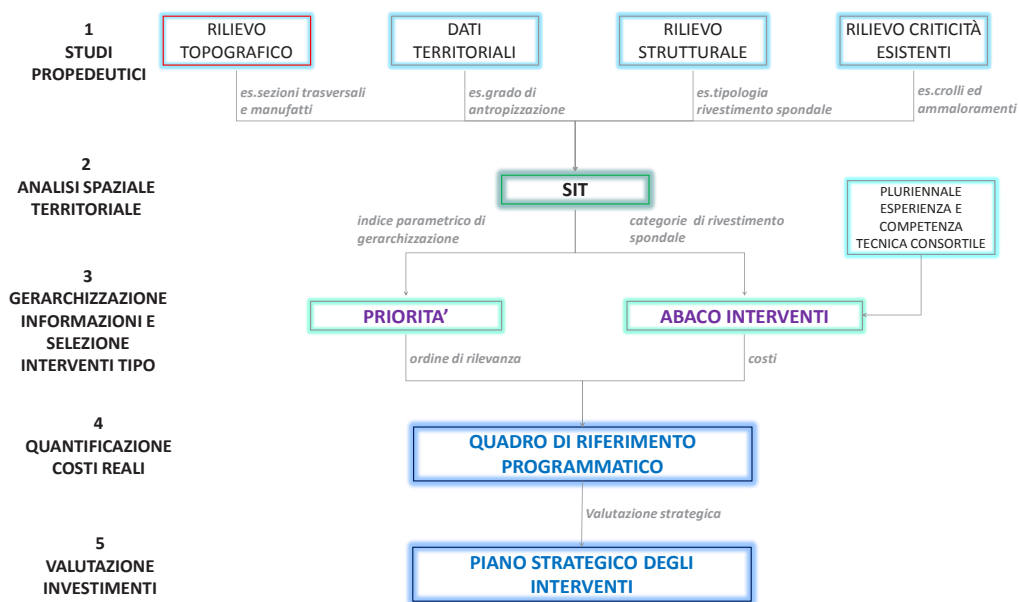 1
STUDI
PROPEDEUTICI
RILIEVO
TOPOGRAFICO
DATI
TERRITORIALI
RILIEVO
STRUTTURALE
RILIEVO CRITICITÀ
ESISTENTI
es.sezioni trasversali
e manufatti
es.grado di
antropizzazione
es.tipologia
rivestimento spondale
es.crolli ed
ammaloramenti
2
ANALISI SPAZIALE
TERRITORIALE
SIT
PLURIENNALE
ESPERIENZA E
COMPETENZA
TECNICA CONSORTILE
indice parametrico di
gerarchizzazione
categorie di rivestimento
spondale
3
GERARCHIZZAZIONE
INFORMAZIONI E
SELEZIONE
INTERVENTI TIPO
PRIORITA’
ABACO INTERVENTI
ordine di rilevanza
costi
4
QUANTIFICAZIONE
COSTI REALI
QUADRO DI RIFERIMENTO
PROGRAMMATICO
Valutazione strategica
5
VALUTAZIONE
INVESTIMENTI
PIANO STRATEGICO DEGLI
INTERVENTI